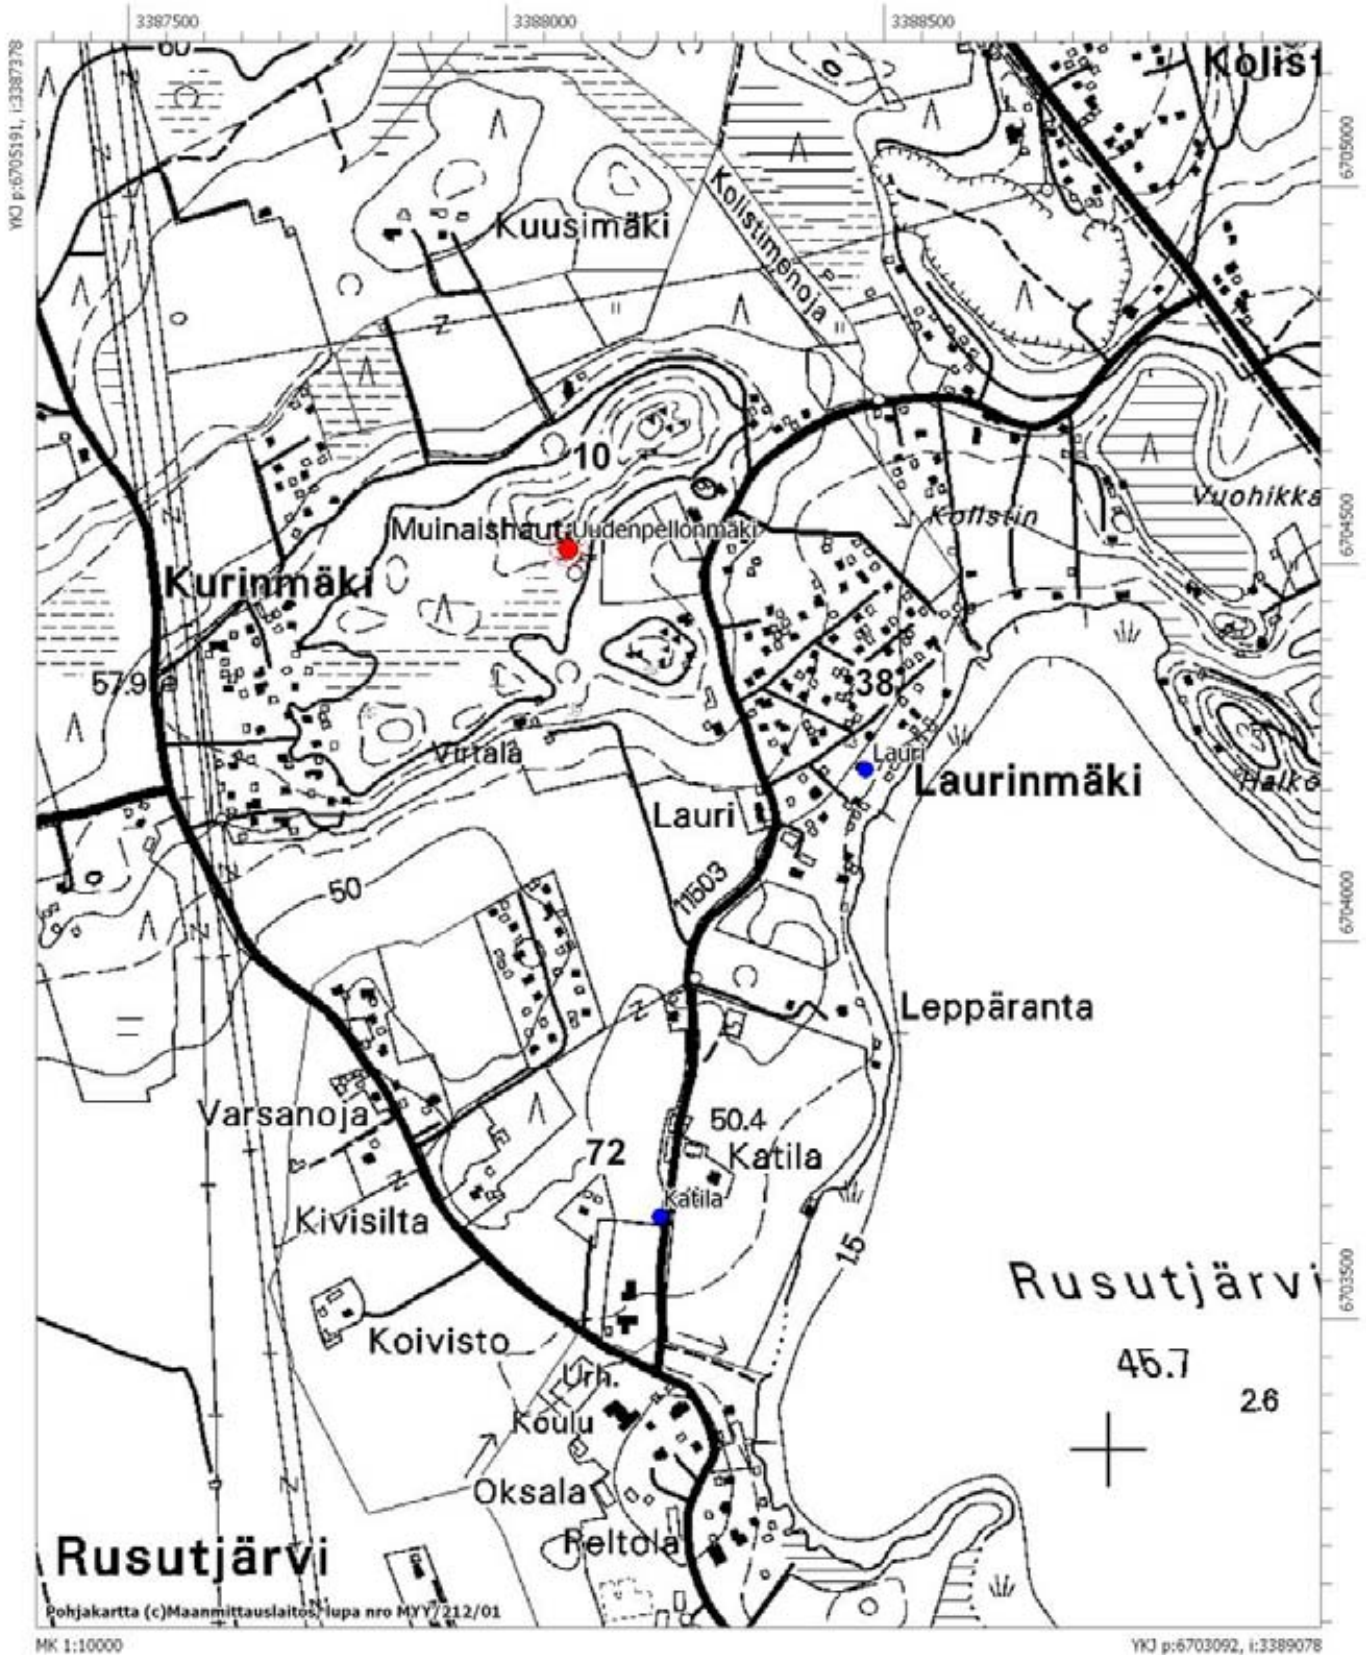 3387500
3388000
3388500
YKJ p:6705191, i:3387378
6705000
6704500
6704000
6703500
60
Kolist
Kuusimäki
Kolistimenoja
10
Muinaishaut
Uudenpellonmäki
Kolistin
Vuohikka
Kurinmäki
57.9
38
Virtala
Lauri
Laurinmäki
Halko
Lauri
50
11503
Leppäranta
Varsanoja
50.4
72
Katila
Katila
Kivisilta
1.5
Rusutjärvi
Koivisto
45.7
Urh.
2.6
Koulu
Oksala
Peltola
Rusutjärvi
Pohjakartta (c)Maanmittauslaitos, lupa nro MYY/212/01
MK 1:10000
YKJ p:6703092, i:3389078